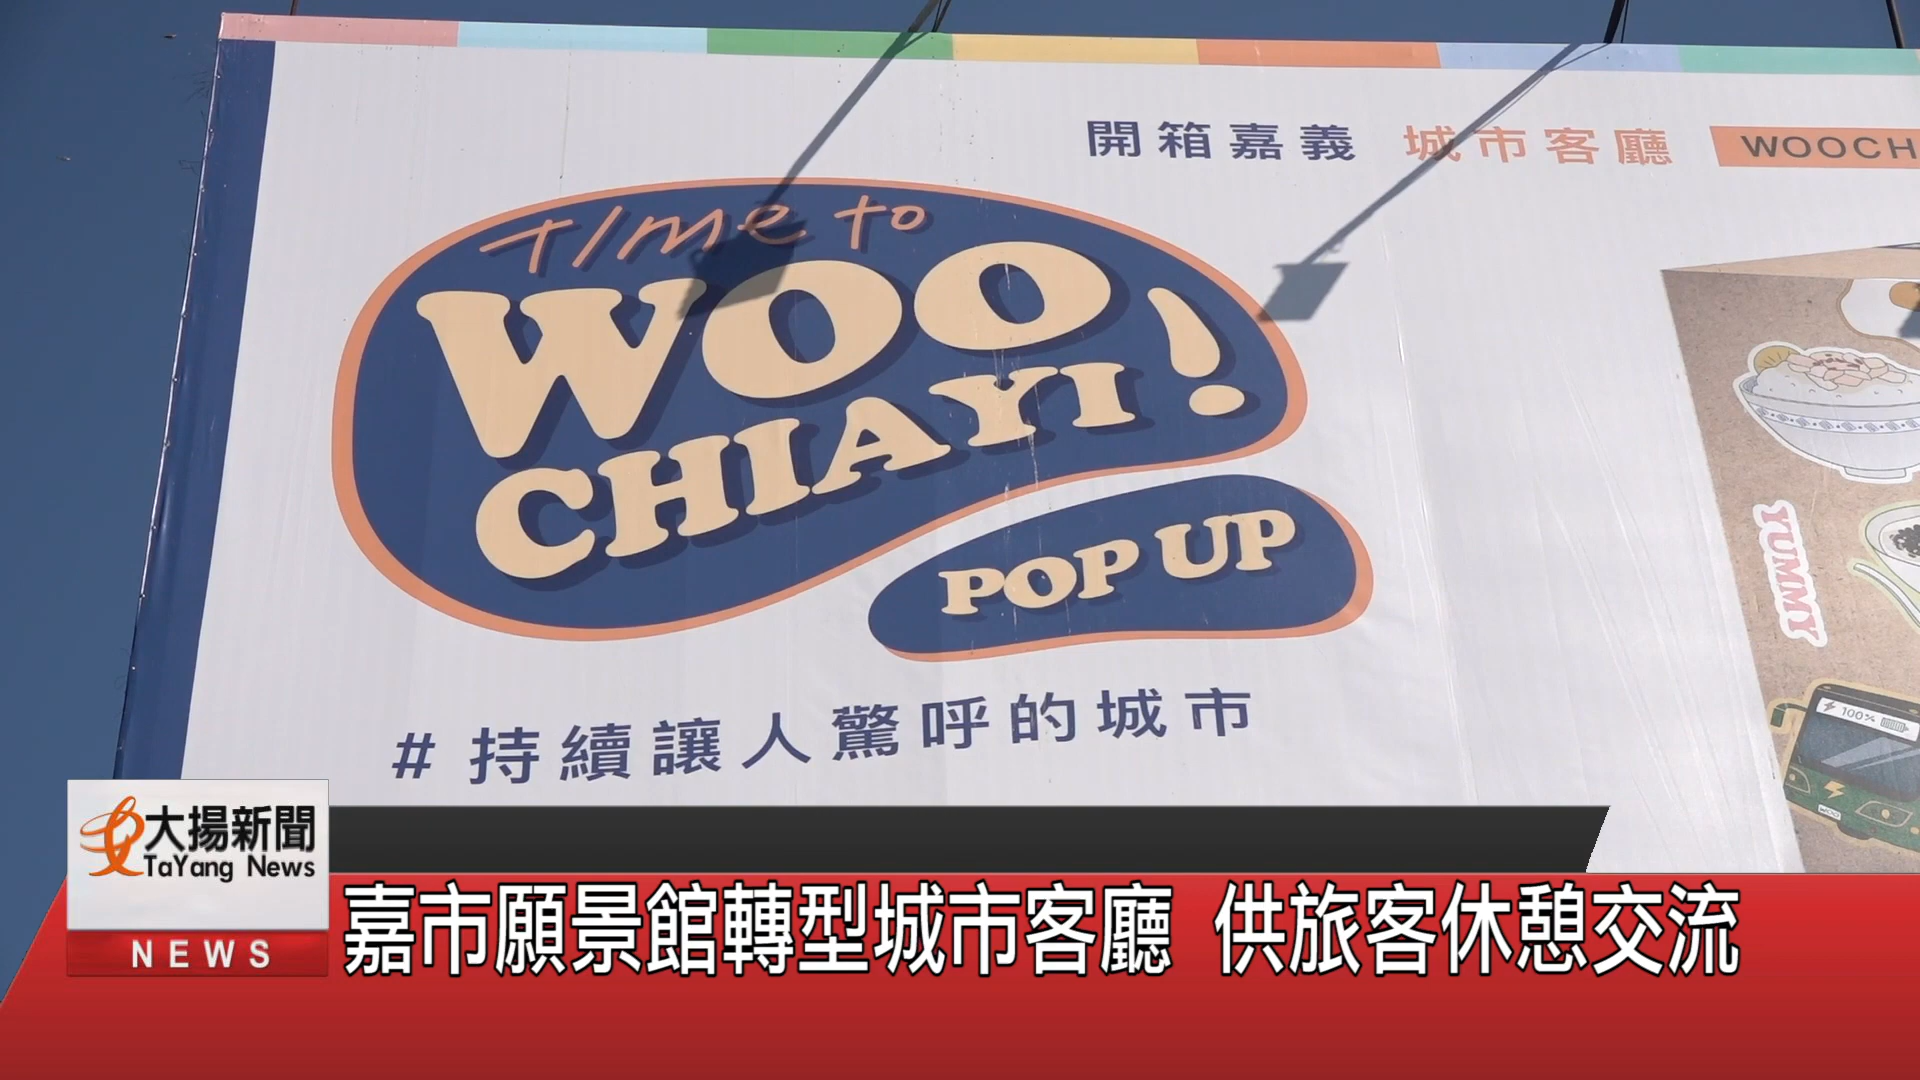 開箱嘉義 城市客廳 WOOCH
TIME to
WOO
CHIAYI!
POP UP
YUMMY
100%
WOO
#持續讓人驚呼的城市
大揚新聞
TaYang News
NEWS
嘉市願景館轉型城市客廳 供旅客休憩交流